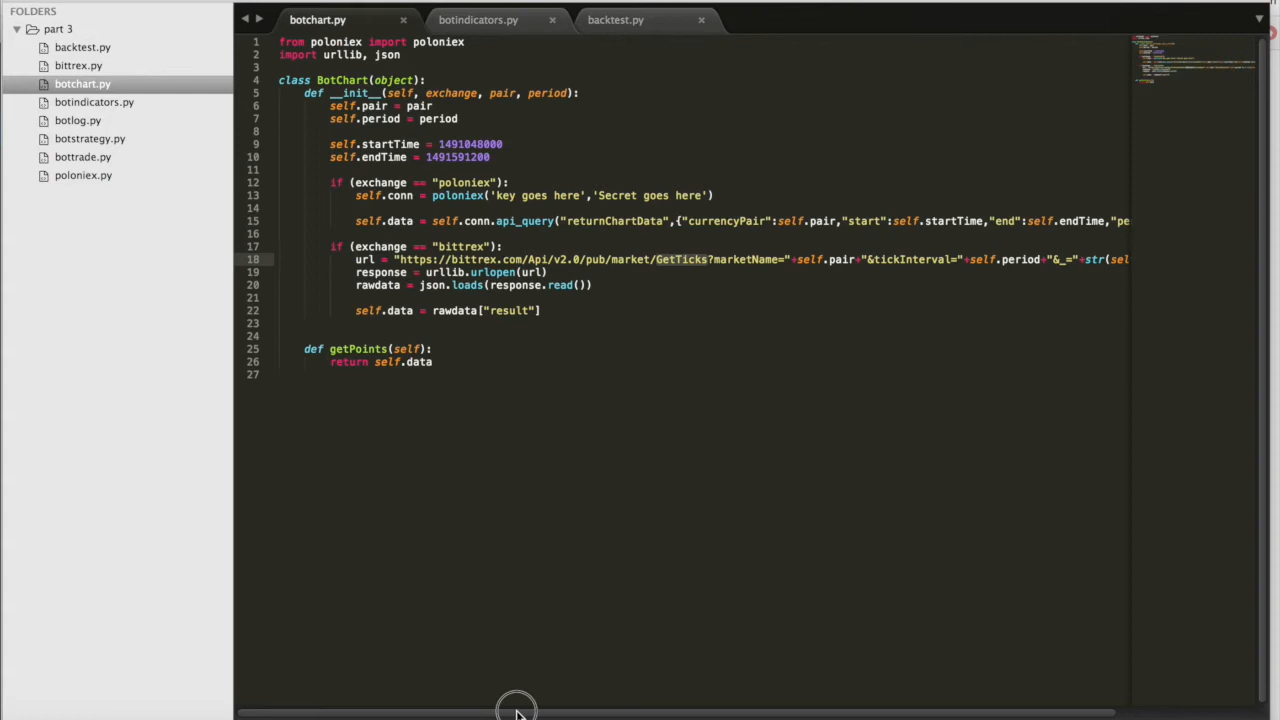 FOLDERS
part 3
backtest.py
bittrex.py
botchart.py
botindicators.py
botlog.py
botstrategy.py
bottrade.py
poloniex.py
botchart.py
botindicators.py
backtest.py
1 from poloniex import poloniex
2 import urllib, json
3
4 class BotChart(object):
5 def __init__(self, exchange, pair, period):
6 self.pair = pair
7 self.period = period
8
9 self.startTime = 1491048000
10 self.endTime = 1491591200
11
12 if (exchange == "poloniex"):
13 self.conn = poloniex('key goes here','Secret goes here')
14
15 self.data = self.conn.api_query("returnChartData",{"currencyPair":self.pair,"start":self.startTime,"end":self.endTime,"pe
16
17 if (exchange == "bittrex"):
18 url = "https://bittrex.com/Api/v2.0/pub/market/GetTicks?marketName="+self.pair+"&tickInterval="+self.period+"&_="+str(sel
19 response = urllib.urlopen(url)
20 rawdata = json.loads(response.read())
21
22 self.data = rawdata["result"]
23
24
25 def getPoints(self):
26 return self.data
27